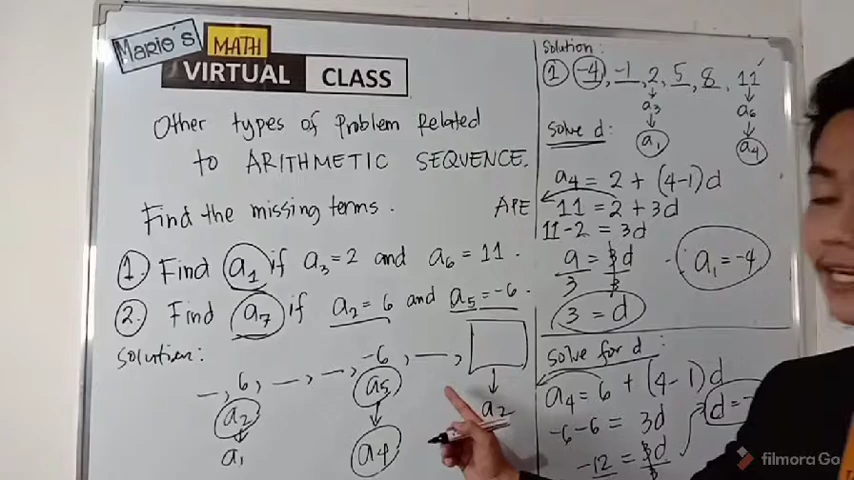 Mario's
MATH
VIRTUAL CLASS
Other types of problem Related
to ARITHMETIC SEQUENCE.
Find the missing terms.
1. Find a₁ if a₃ = 2 and a₆ = 11.
2. Find a₇ if a₂ = 6 and a₅ = -6.
Solution:
__, 6, __, __, -6, __, 
a₂ a₅ a₂
a₁ a₄
Solution:
1 -4, -1, 2, 5, 8, 11
a₃ a₆
Solve d: a₁ a₄
a₄ = 2 + (4-1)d
APE 11 = 2 + 3d
11-2 = 3d
9 = 3d
3 3
a₁ = -4
3 = d
Solve for d:
a₄ = 6 + (4-1)d
-6-6 = 3d
d = -
-12 = 3d
3
filmora Go